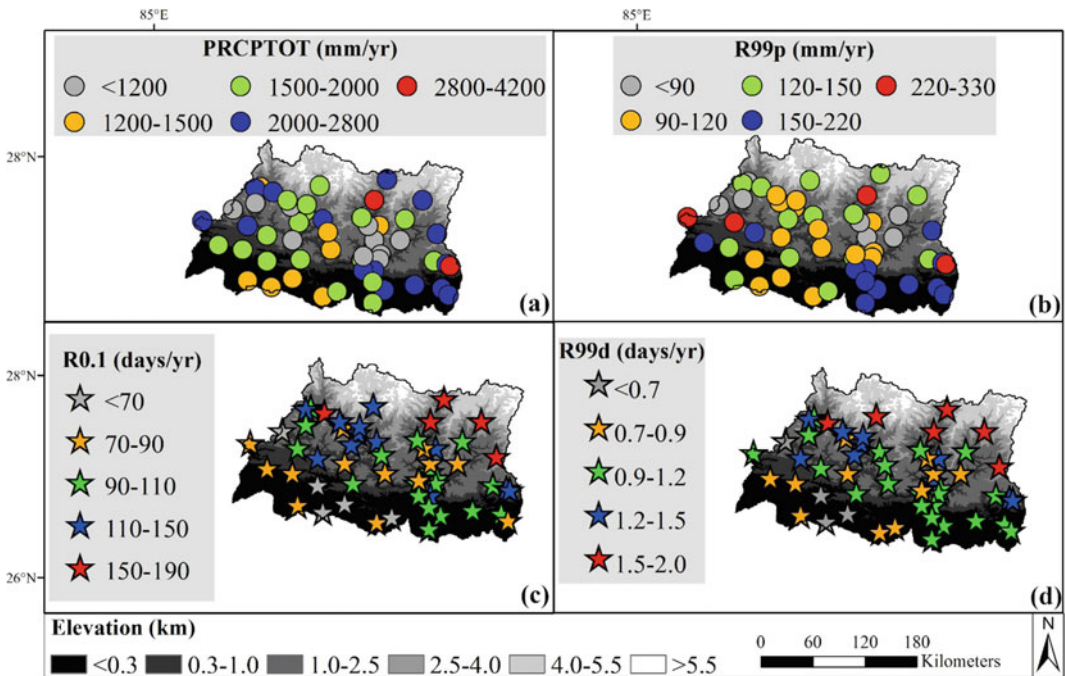 85°E
85°E
PRCPTOT (mm/yr)
<1200
1500-2000
2800-4200
1200-1500
2000-2800
28°N
(a)
R99p (mm/yr)
<90
120-150
220-330
90-120
150-220
(b)
R0.1 (days/yr)
<70
70-90
90-110
110-150
150-190
28°N
26°N
(c)
R99d (days/yr)
<0.7
0.7-0.9
0.9-1.2
1.2-1.5
1.5-2.0
(d)
Elevation (km)
<0.3
0.3-1.0
1.0-2.5
2.5-4.0
4.0-5.5
>5.5
0 60 120 180
Kilometers
N